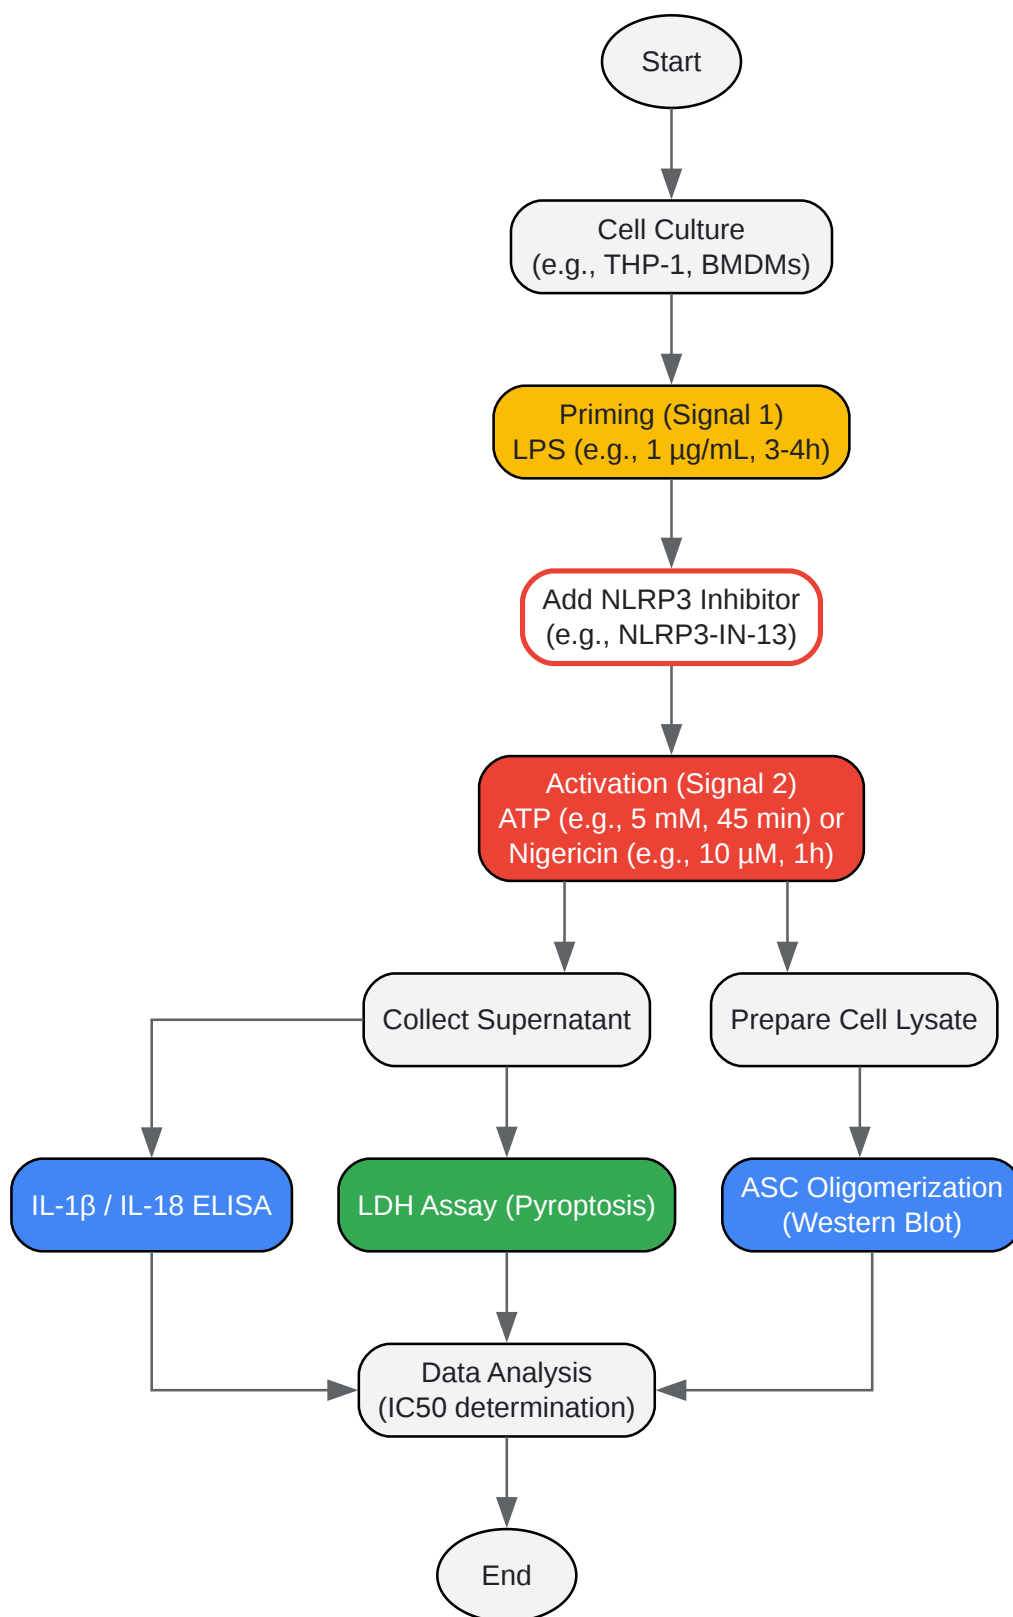 Start
Cell Culture
(e.g., THP-1, BMDMs)
Priming (Signal 1)
LPS (e.g., 1 µg/mL, 3-4h)
Add NLRP3 Inhibitor
(e.g., NLRP3-IN-13)
Activation (Signal 2)
ATP (e.g., 5 mM, 45 min) or
Nigericin (e.g., 10 µM, 1h)
Collect Supernatant
Prepare Cell Lysate
IL-1β / IL-18 ELISA
LDH Assay (Pyroptosis)
ASC Oligomerization
(Western Blot)
Data Analysis
(IC50 determination)
End